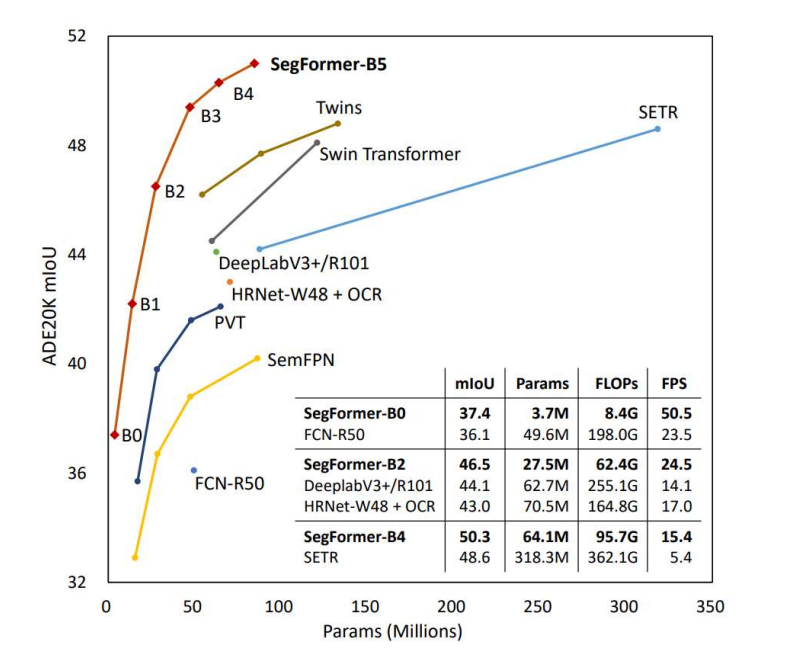 52
48
44
40
36
32
ADE20K mIoU
SegFormer-B5
B4
B3
B2
B1
B0
Twins
Swin Transformer
SETR
DeepLabV3+/R101
HRNet-W48 + OCR
PVT
SemFPN
FCN-R50
mIoU Params FLOPs FPS
SegFormer-B0 37.4 3.7M 8.4G 50.5
FCN-R50 36.1 49.6M 198.0G 23.5
SegFormer-B2 46.5 27.5M 62.4G 24.5
DeeplabV3+/R101 44.1 62.7M 255.1G 14.1
HRNet-W48 + OCR 43.0 70.5M 164.8G 17.0
SegFormer-B4 50.3 64.1M 95.7G 15.4
SETR 48.6 318.3M 362.1G 5.4
0 50 100 150 200 250 300 350
Params (Millions)